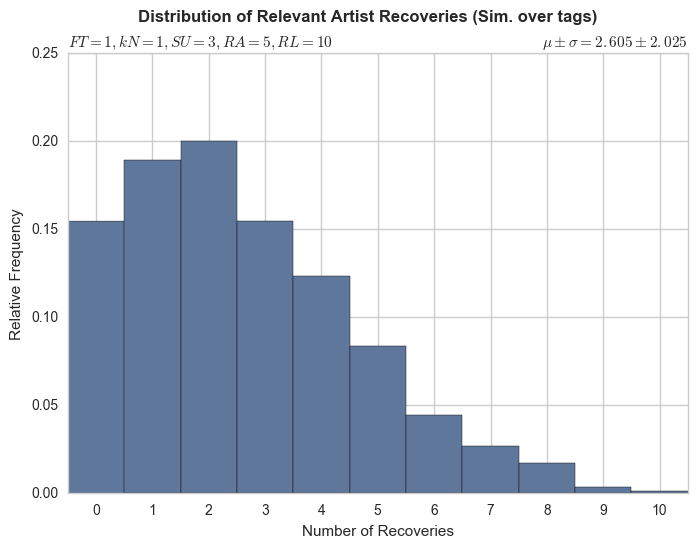 Distribution of Relevant Artist Recoveries (Sim. over tags)
FT = 1, kN = 1, SU = 3, RA = 5, RL = 10
μ ± σ = 2.605 ± 2.025
0.25
0.20
0.15
0.10
0.05
0.00
Relative Frequency
0 1 2 3 4 5 6 7 8 9 10
Number of Recoveries